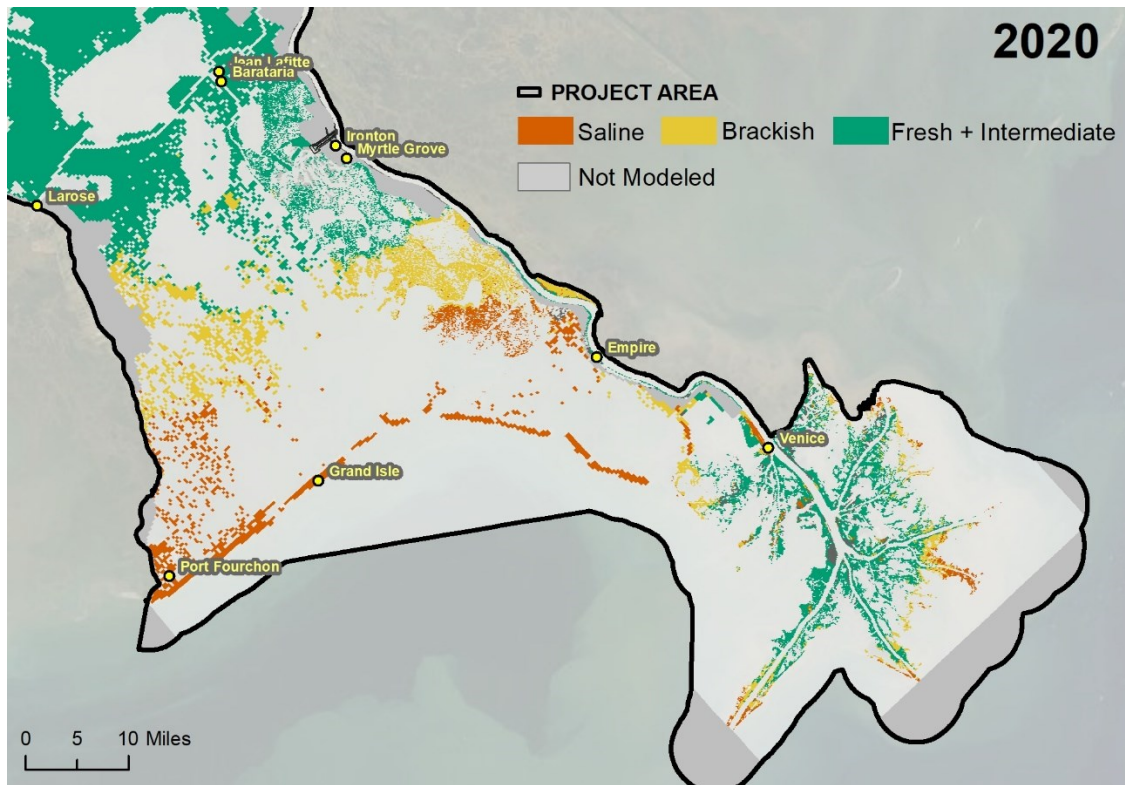 2020
PROJECT AREA
Saline
Brackish
Fresh + Intermediate
Not Modeled
Jean Lafitte
Barataria
Ironton
Myrtle Grove
Larose
Empire
Venice
Grand Isle
Port Fourchon
0 5 10 Miles